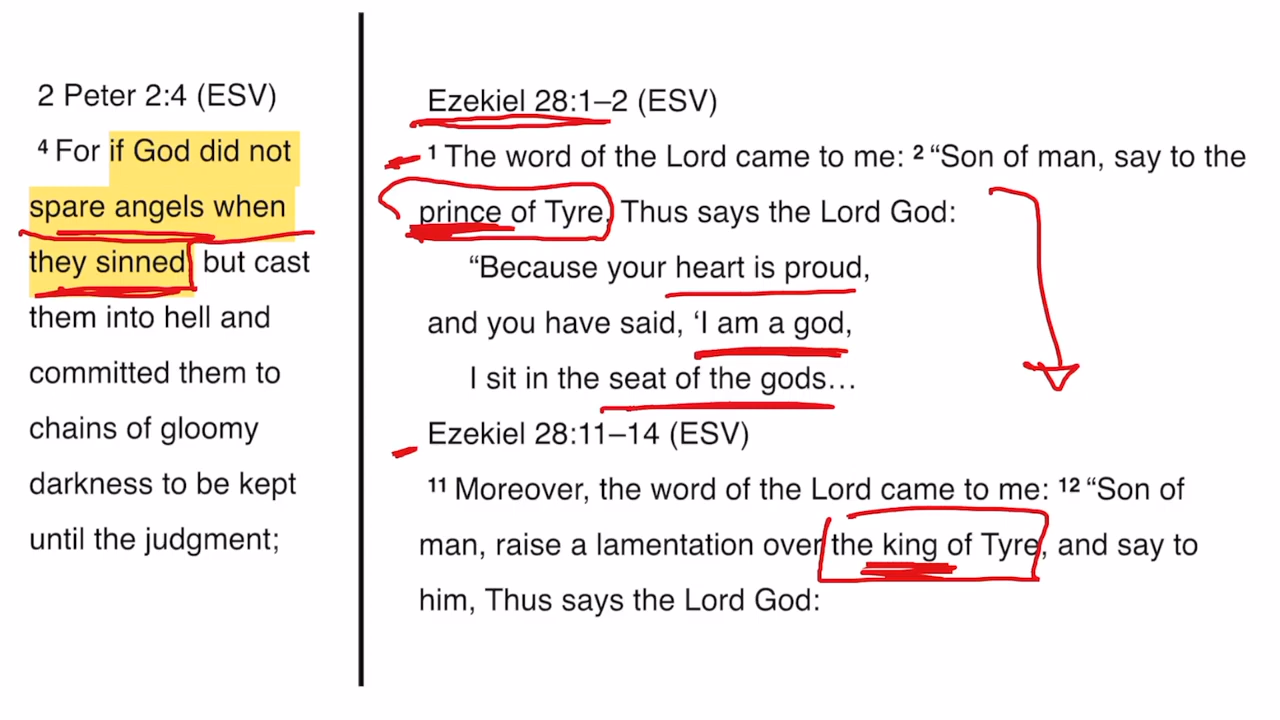 2 Peter 2:4 (ESV)
⁴ For if God did not
spare angels when
they sinned, but cast
them into hell and
committed them to
chains of gloomy
darkness to be kept
until the judgment;
Ezekiel 28:1–2 (ESV)
¹ The word of the Lord came to me: ² “Son of man, say to the
prince of Tyre, Thus says the Lord God:
“Because your heart is proud,
and you have said, ‘I am a god,
I sit in the seat of the gods…
Ezekiel 28:11–14 (ESV)
¹¹ Moreover, the word of the Lord came to me: ¹² “Son of
man, raise a lamentation over the king of Tyre, and say to
him, Thus says the Lord God: